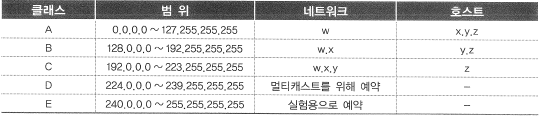 클래스 범 위 네트워크 호스트
A 0.0.0.0 ~ 127.255.255.255 w x.y.z
B 128.0.0.0 ~ 192.255.255.255 w.x y.z
C 192.0.0.0 ~ 223.255.255.255 w.x.y z
D 224.0.0.0 ~ 239.255.255.255 멀티캐스트를 위해 예약 –
E 240.0.0.0 ~ 255.255.255.255 실험용으로 예약 –